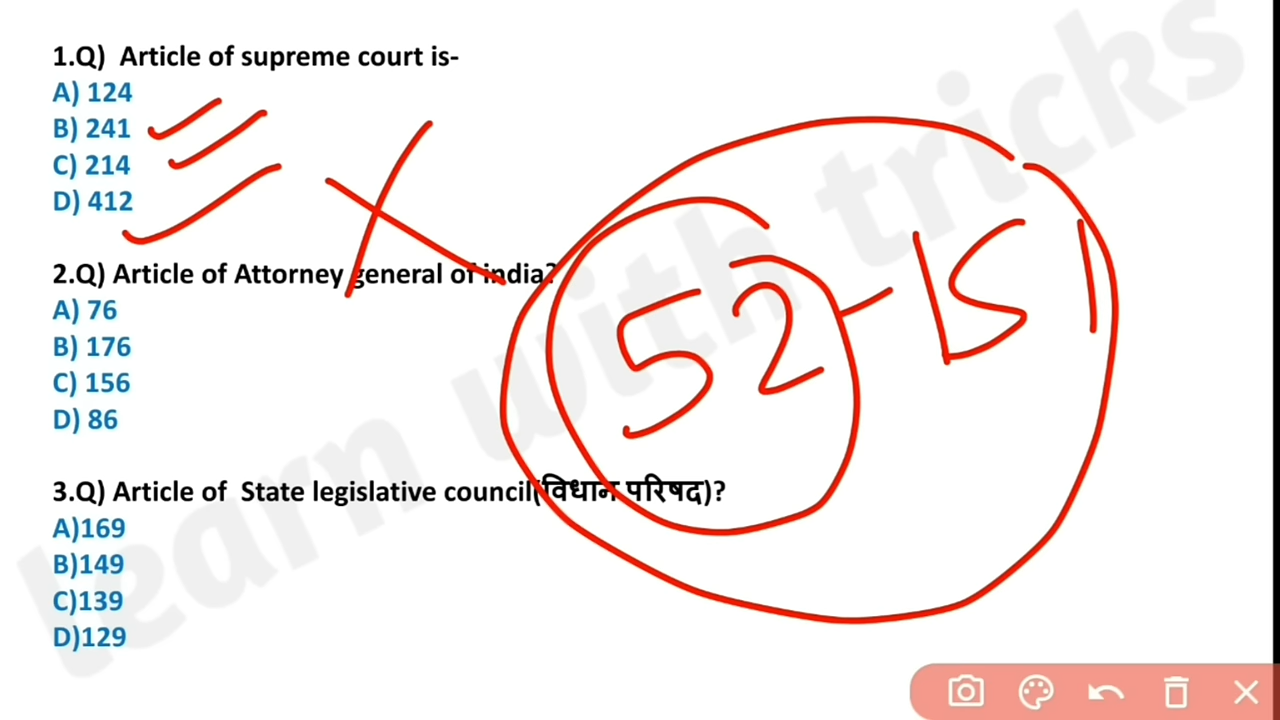 1.Q) Article of supreme court is-
A) 124
B) 241
C) 214
D) 412
2.Q) Article of Attorney general of india?
A) 76
B) 176
C) 156
D) 86
52-151
3.Q) Article of State legislative council(विधान परिषद)?
A)169
B)149
C)139
D)129
learn with tricks